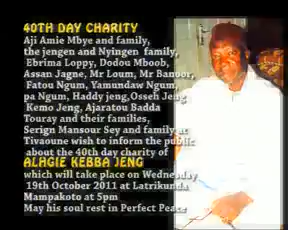 40TH DAY CHARITY
Aji Amie Mbye and family,
the jengen and Nyingen family,
Ebrima Loppy, Dodou Mboob,
Assan Jagne, Mr Loum, Mr Banoor,
Fatou Ngum, Yamundaw Ngum,
pa Ngum, Haddy jeng,Osseh Jeng
Kemo Jeng, Ajaratou Badda
Touray and their families.
Serign Mansour Sey and family at
Tivaoune wish to inform the public
about the 40th day charity of
ALAGIE KEBBA JENG
which will take place on Wednesday
19th October 2011 at Latrikunda
Mampakoto at 5pm
May his soul rest in Perfect Peace